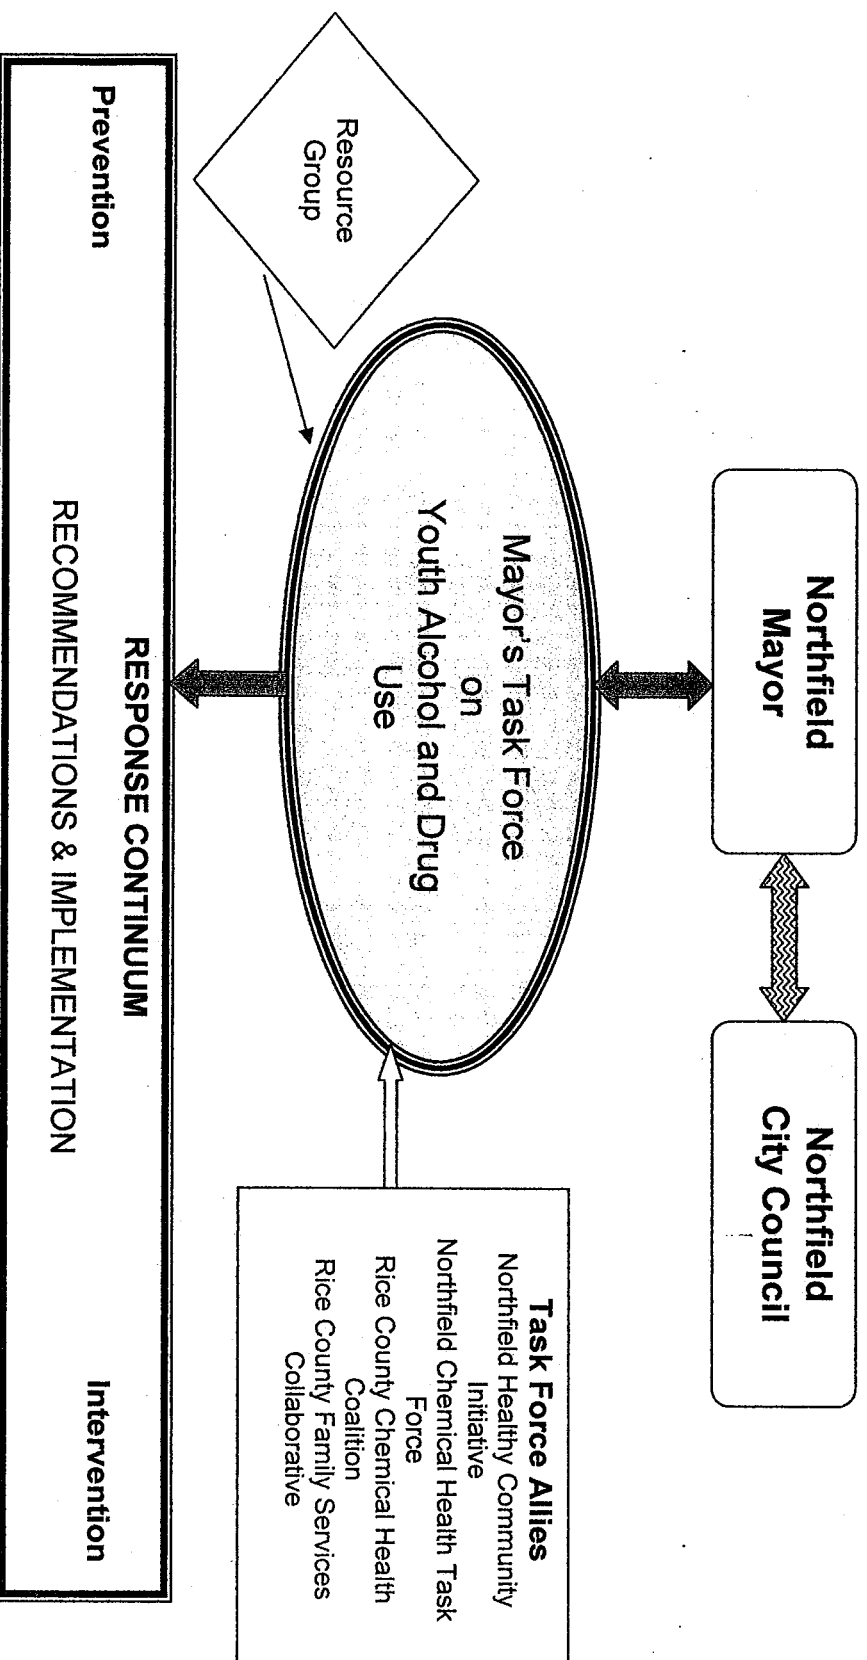 Northfield
Mayor
Northfield
City Council
Resource
Group
Mayor's Task Force
on
Youth Alcohol and Drug
Use
Task Force Allies
Northfield Healthy Community
Initiative
Northfield Chemical Health Task
Force
Rice County Chemical Health
Coalition
Rice County Family Services
Collaborative
RESPONSE CONTINUUM
Prevention
Intervention
RECOMMENDATIONS & IMPLEMENTATION